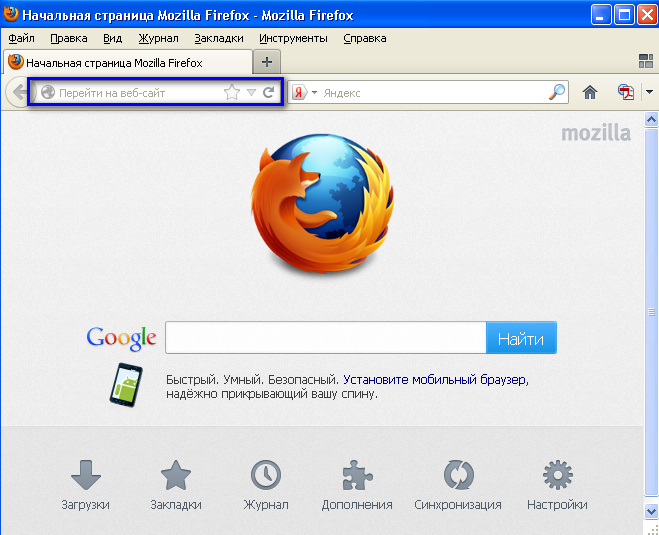 Начальная страница Mozilla Firefox - Mozilla Firefox
Файл Правка Вид Журнал Закладки Инструменты Справка
Начальная страница Mozilla Firefox
Перейти на веб-сайт
Яндекс
mozilla
Google
Найти
Быстрый. Умный. Безопасный. Установите мобильный браузер,
надёжно прикрывающий вашу спину.
Загрузки Закладки Журнал Дополнения Синхронизация Настройки